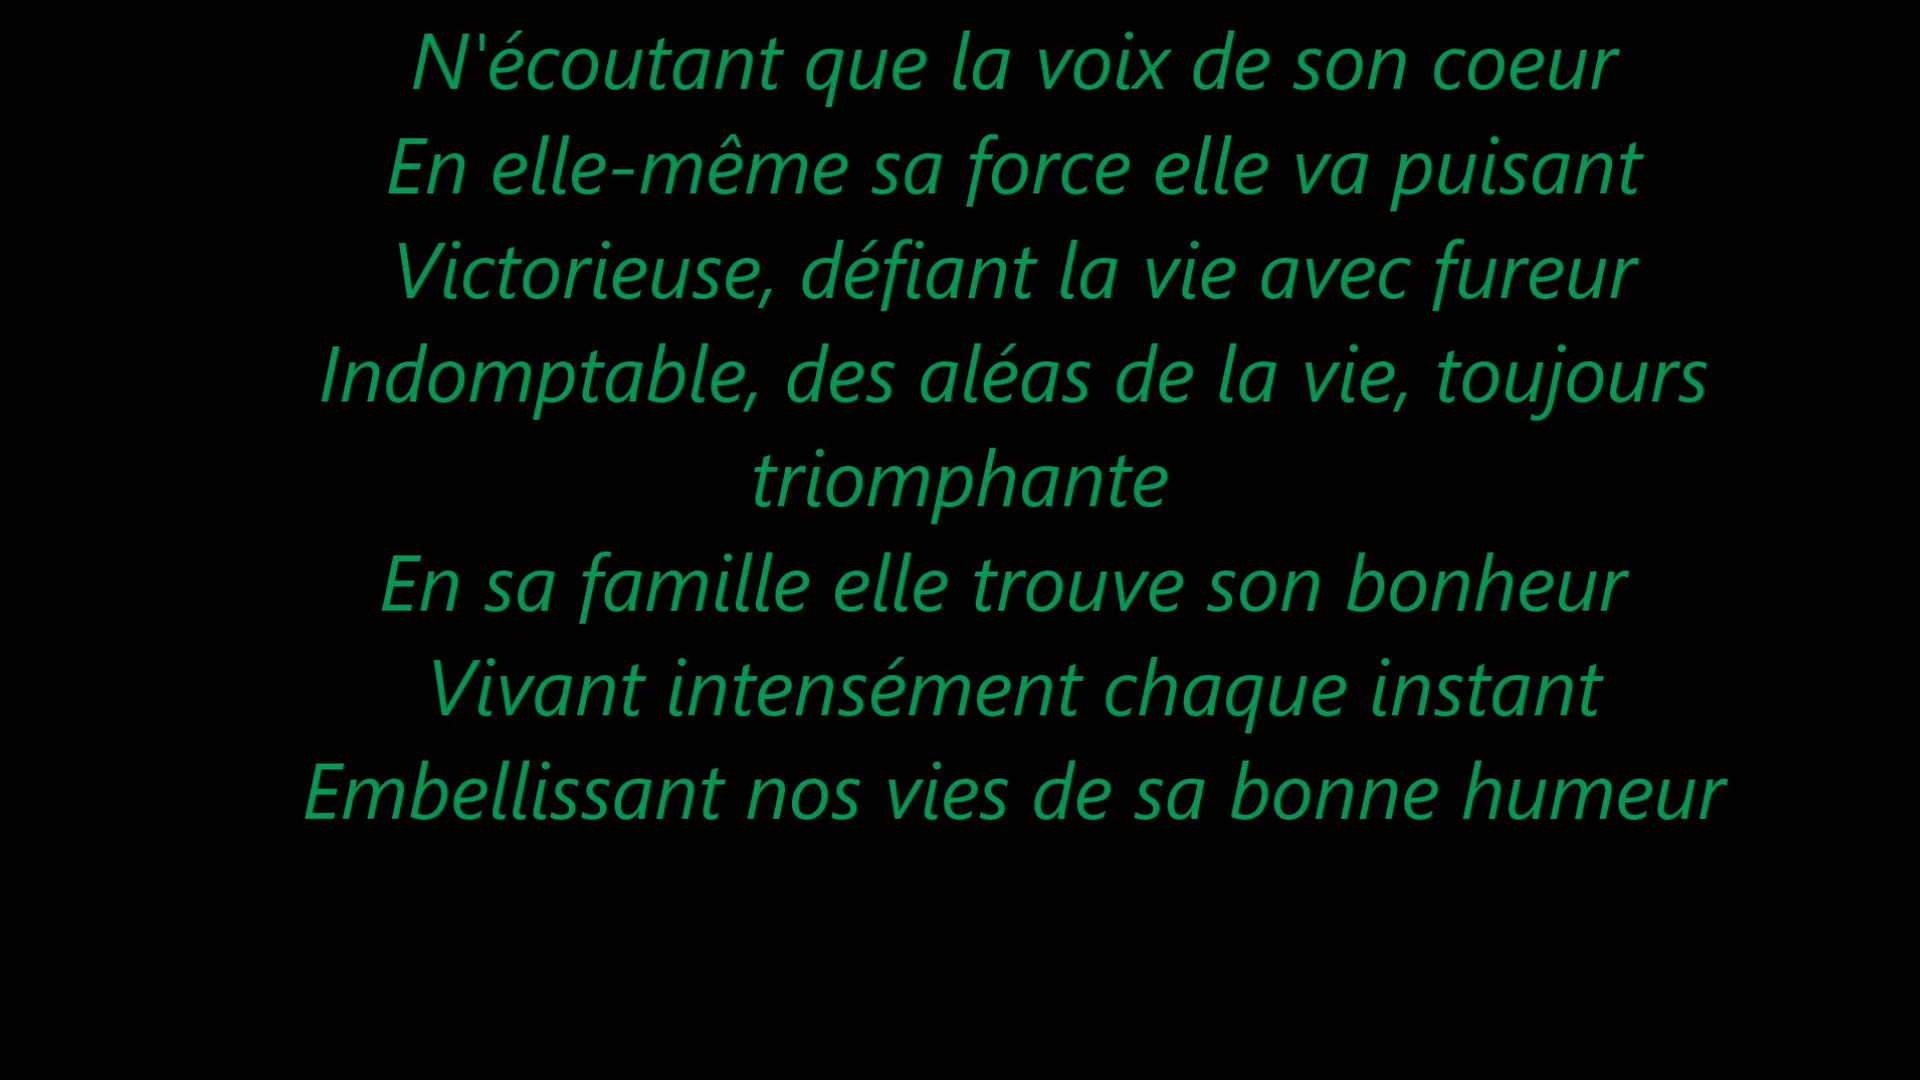 N'écoutant que la voix de son coeur
En elle-même sa force elle va puisant
Victorieuse, défiant la vie avec fureur
Indomptable, des aléas de la vie, toujours
triomphante
En sa famille elle trouve son bonheur
Vivant intensément chaque instant
Embellissant nos vies de sa bonne humeur